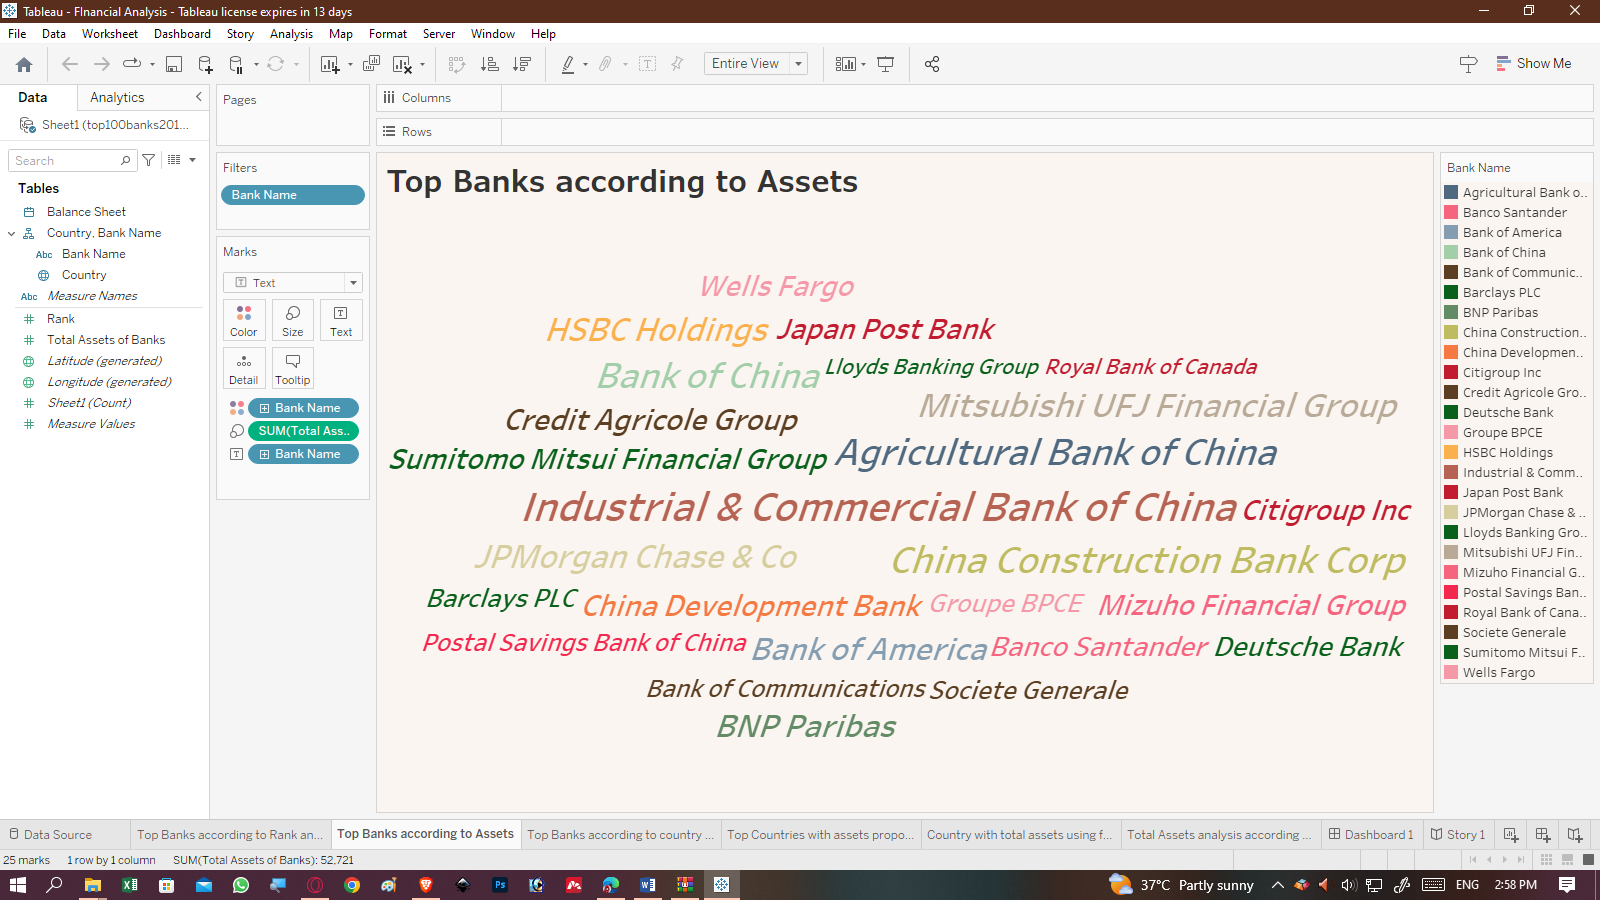 Tableau - FInancial Analysis - Tableau license expires in 13 days
File Data Worksheet Dashboard Story Analysis Map Format Server Window Help
Entire View
Show Me
Data Analytics
Sheet1 (top100banks201...
Search
Tables
Balance Sheet
Country, Bank Name
Abc Bank Name
Country
Abc Measure Names
Rank
Total Assets of Banks
Latitude (generated)
Longitude (generated)
Sheet1 (Count)
Measure Values
Pages
Filters
Bank Name
Marks
Text
Color Size Text
Detail Tooltip
Bank Name
SUM(Total Ass..
Bank Name
Columns
Rows
Top Banks according to Assets
Wells Fargo
HSBC Holdings Japan Post Bank
Bank of China Lloyds Banking Group Royal Bank of Canada
Credit Agricole Group Mitsubishi UFJ Financial Group
Sumitomo Mitsui Financial Group Agricultural Bank of China
Industrial & Commercial Bank of China Citigroup Inc
JPMorgan Chase & Co China Construction Bank Corp
Barclays PLC China Development Bank Groupe BPCE Mizuho Financial Group
Postal Savings Bank of China Bank of America Banco Santander Deutsche Bank
Bank of Communications Societe Generale
BNP Paribas
Bank Name
Agricultural Bank o..
Banco Santander
Bank of America
Bank of China
Bank of Communic..
Barclays PLC
BNP Paribas
China Construction..
China Developmen..
Citigroup Inc
Credit Agricole Gro..
Deutsche Bank
Groupe BPCE
HSBC Holdings
Industrial & Comm..
Japan Post Bank
JPMorgan Chase & ..
Lloyds Banking Gro..
Mitsubishi UFJ Fin..
Mizuho Financial G..
Postal Savings Ban..
Royal Bank of Cana..
Societe Generale
Sumitomo Mitsui F..
Wells Fargo
Data Source Top Banks according to Rank an... Top Banks according to Assets Top Banks according to country ... Top Countries with assets propo... Country with total assets using f... Total Assets analysis according ... Dashboard 1 Story 1
25 marks 1 row by 1 column SUM(Total Assets of Banks): 52,721
37°C Partly sunny ENG 2:58 PM